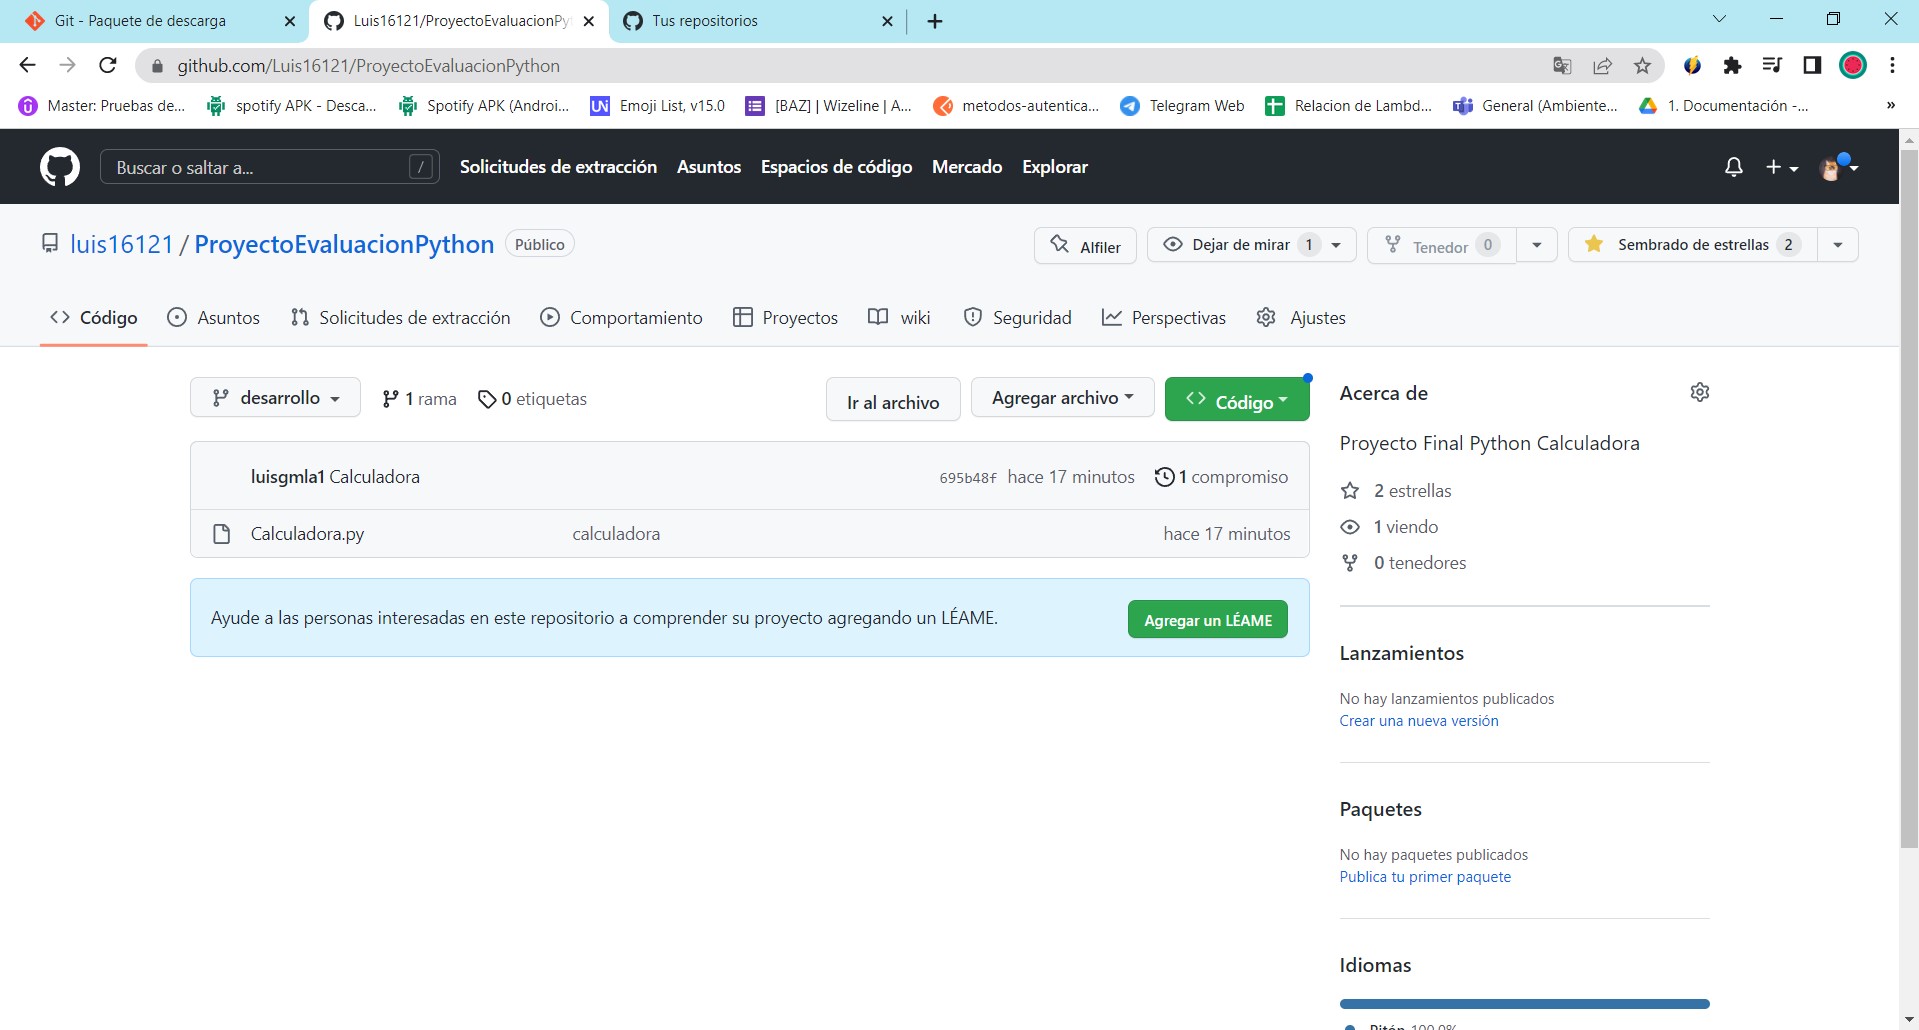 Git - Paquete de descarga
Luis16121/ProyectoEvaluacionPy
Tus repositorios
github.com/Luis16121/ProyectoEvaluacionPython
Master: Pruebas de...
spotify APK - Desca...
Spotify APK (Androi...
UN
Emoji List, v15.0
[BAZ] | Wizeline | A...
metodos-autentica...
Telegram Web
Relacion de Lambd...
General (Ambiente...
1. Documentación -...
»
Buscar o saltar a...
/
Solicitudes de extracción
Asuntos
Espacios de código
Mercado
Explorar
luis16121 / ProyectoEvaluacionPython
Público
Alfiler
Dejar de mirar 1
Tenedor 0
Sembrado de estrellas 2
Código
Asuntos
Solicitudes de extracción
Comportamiento
Proyectos
wiki
Seguridad
Perspectivas
Ajustes
desarrollo
1 rama
0 etiquetas
Ir al archivo
Agregar archivo
Código
luisgmla1 Calculadora
695b48f hace 17 minutos
1 compromiso
Calculadora.py
calculadora
hace 17 minutos
Ayude a las personas interesadas en este repositorio a comprender su proyecto agregando un LÉAME.
Agregar un LÉAME
Acerca de
Proyecto Final Python Calculadora
2 estrellas
1 viendo
0 tenedores
Lanzamientos
No hay lanzamientos publicados
Crear una nueva versión
Paquetes
No hay paquetes publicados
Publica tu primer paquete
Idiomas
Pitón 100.0%